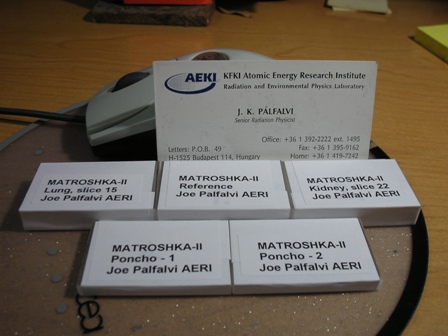 AEKI KFKI Atomic Energy Research Institute
Radiation and Environmental Physics Laboratory
J. K. PÁLFALVI
Senior Radiation Physicist
Office: +36 1 392-2222 ext. 1495
Letters: P.O.B. 49
Fax: +36 1 395-9162
H-1525 Budapest 114, Hungary
Home: +36 1 419-7242
MATROSHKA-II
Lung, slice 15
Joe Palfalvi AERI
MATROSHKA-II
Reference
Joe Palfalvi AERI
MATROSHKA-II
Kidney, slice 22
Joe Palfalvi AERI
MATROSHKA-II
Poncho - 1
Joe Palfalvi AERI
MATROSHKA-II
Poncho - 2
Joe Palfalvi AERI